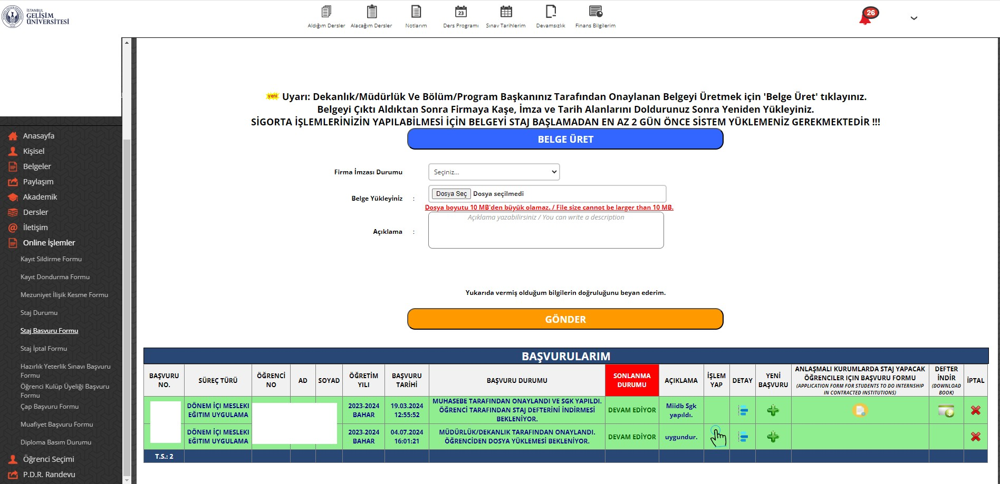 İSTANBUL
GELİŞİM
ÜNİVERSİTESİ
Aldığım Dersler
Alacağım Dersler
Notlarım
23
Ders Programı
Sınav Tarihlerim
Devamsızlık
Finans Bilgilerim
26
Anasayfa
Kişisel
Belgeler
Paylaşım
Akademik
Dersler
İletişim
Online İşlemler
Kayıt Sildirme Formu
Kayıt Dondurma Formu
Mezuniyet İlişik Kesme Formu
Staj Durumu
Staj Basvuru Formu
Staj İptal Formu
Hazırlık Yeterlik Sınavı Başvuru
Formu
Öğrenci Kulüp Üyeliği Başvuru
Formu
Çap Başvuru Formu
Muafiyet Başvuru Formu
Diploma Basım Durumu
Öğrenci Seçimi
P.D.R. Randevu
yeni Uyarı: Dekanlık/Müdürlük Ve Bölüm/Program Başkanınız Tarafından Onaylanan Belgeyi Üretmek için 'Belge Üret' tıklayınız.
Belgeyi Çıktı Aldıktan Sonra Firmaya Kaşe, İmza ve Tarih Alanlarını Doldurunuz Sonra Yeniden Yükleyiniz.
SİGORTA İŞLEMLERİNİZİN YAPILABİLMESİ İÇİN BELGEYİ STAJ BAŞLAMADAN EN AZ 2 GÜN ÖNCE SİSTEM YÜKLEMENİZ GEREKMEKTEDİR !!!
BELGE ÜRET
Firma İmzası Durumu
Seçiniz...
Belge Yükleyiniz :
Dosya Seç Dosya seçilmedi
Dosya boyutu 10 MB'den büyük olamaz. / File size cannot be larger than 10 MB.
Açıklama :
Açıklama yazabilirsiniz / You can write a description
Yukarıda vermiş olduğum bilgilerin doğruluğunu beyan ederim.
GÖNDER
BAŞVURULARIM
BAŞVURU
NO.
SÜREÇ TÜRÜ
ÖĞRENCİ
NO
AD
SOYAD
ÖĞRETİM
YILI
BAŞVURU
TARİHİ
BAŞVURU DURUMU
SONLANMA
DURUMU
AÇIKLAMA
İŞLEM
YAP
DETAY
YENİ
BAŞVURU
ANLAŞMALI KURUMLARDA STAJ YAPACAK
ÖĞRENCILER IÇIN BAŞVURU FORMU
(APPLICATION FORM FOR STUDENTS TO DO INTERNSHIP
IN CONTRACTED INSTITUTIONS)
DEFTER
İNDİR
(DOWNLOAD
BOOK)
İPTAL
DÖNEM İÇI MESLEKI
EĞITIM UYGULAMA
2023-2024
BAHAR
19.03.2024
12:55:52
MUHASEBE TARAFINDAN ONAYLANDI VE SGK YAPILDI.
ÖĞRENCİ TARAFINDAN STAJ DEFTERİNİ İNDİRMESİ
BEKLENİYOR.
DEVAM EDİYOR
Miidb Sgk
yapıldı.
DÖNEM İÇI MESLEKI
EĞITIM UYGULAMA
2023-2024
BAHAR
04.07.2024
16:01:21
MÜDÜRLÜK/DEKANLIK TARAFINDAN ONAYLANDI.
ÖĞRENCİDEN DOSYA YÜKLEMESİ BEKLENİYOR.
DEVAM EDİYOR
uygundur.
T.S.: 2